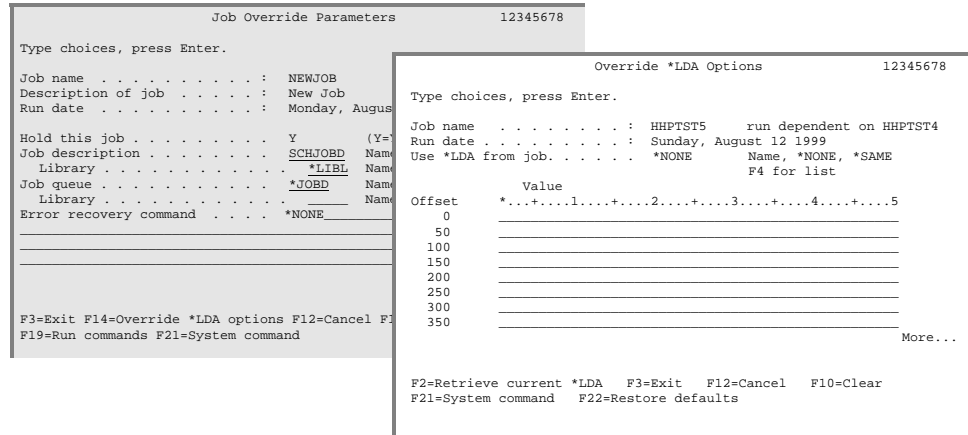 Job Override Parameters 12345678
Type choices, press Enter.
Job name . . . . . . . . . . : NEWJOB
Description of job . . . . . : New Job
Run date . . . . . . . . . . : Monday, Augus
Hold this job . . . . . . . . . Y (Y=Y
Job description . . . . . . . . SCHJOBD Name
Library . . . . . . . . . . . . *LIBL Name
Job queue . . . . . . . . . . . *JOBD Name
Library . . . . . . . . . . . . _____ Name
Error recovery command . . . . *NONE
F3=Exit F14=Override *LDA options F12=Cancel F1
F19=Run commands F21=System command
Override *LDA Options 12345678
Type choices, press Enter.
Job name . . . . . . . . : HHPTST5 run dependent on HHPTST4
Run date . . . . . . . . . : Sunday, August 12 1999
Use *LDA from job. . . . . . *NONE Name, *NONE, *SAME
F4 for list
Value
Offset *...+....1....+....2....+....3....+....4....+....5
0
50
100
150
200
250
300
350
More...
F2=Retrieve current *LDA F3=Exit F12=Cancel F10=Clear
F21=System command F22=Restore defaults